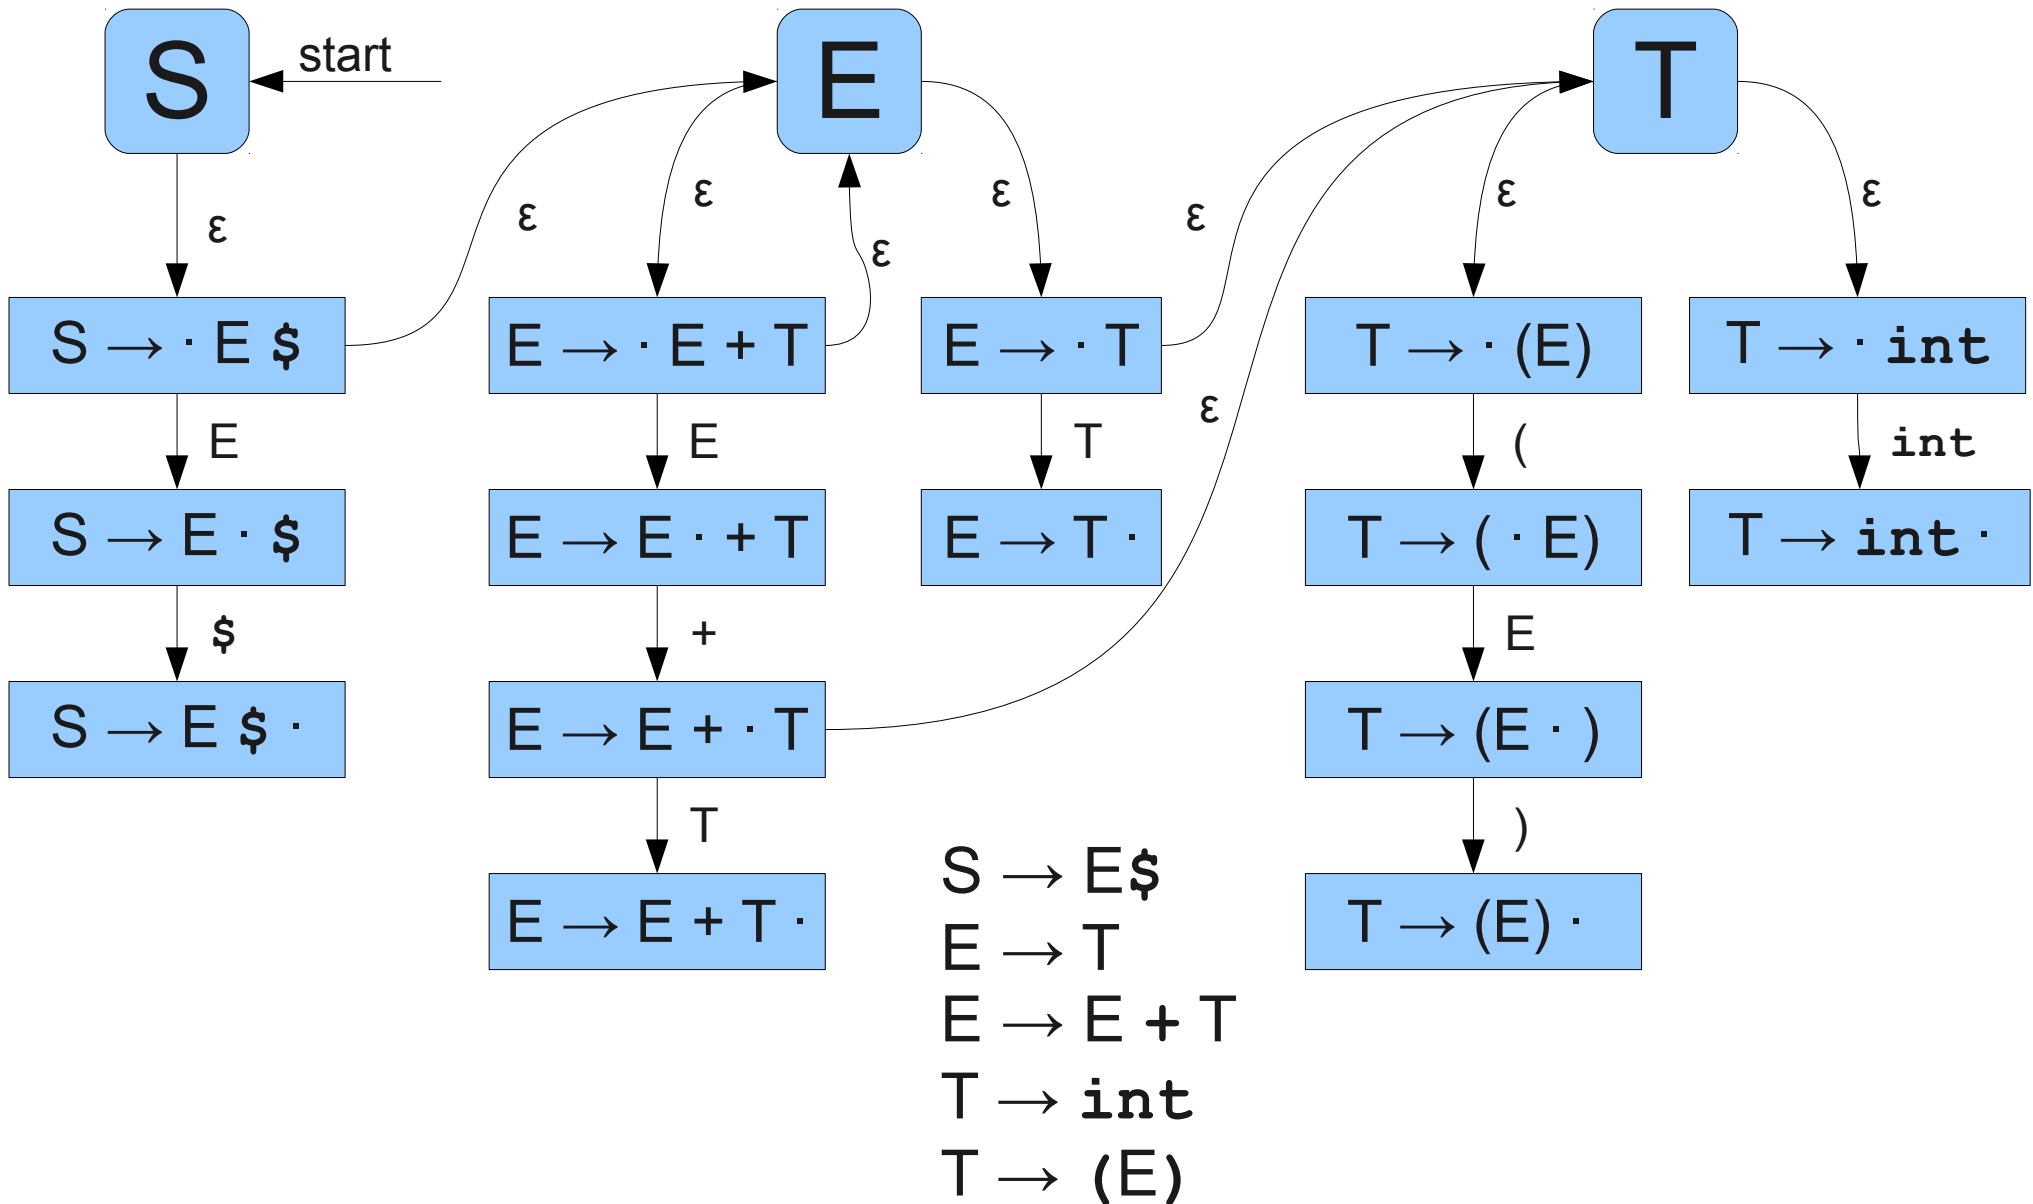 S start E T
ε ε ε ε ε ε ε
ε
S → · E $ E → · E + T E → · T T → · (E) T → · int
ε
E E T ( int
S → E · $ E → E · + T E → T · T → ( · E) T → int ·
$ + E
S → E $ · E → E + · T T → (E · )
T )
E → E + T · T → (E) ·
S → E$
E → T
E → E + T
T → int
T → (E)